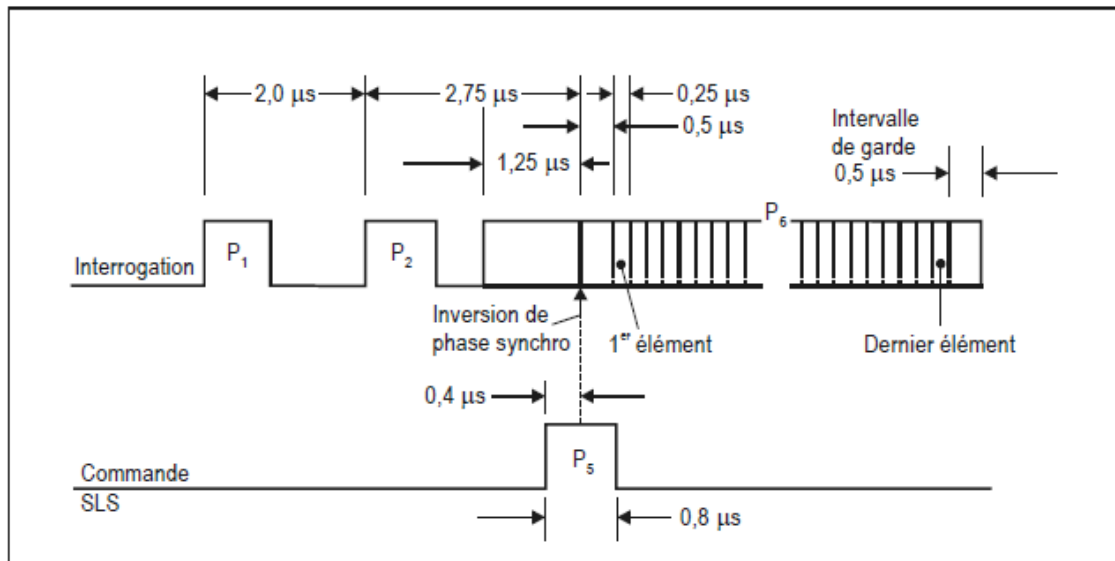 2,0 µs
2,75 µs
0,25 µs
0,5 µs
1,25 µs
Intervalle
de garde
0,5 µs
P6
Interrogation
P1
P2
Inversion de
phase synchro
1er élément
Dernier élément
0,4 µs
P5
Commande
SLS
0,8 µs